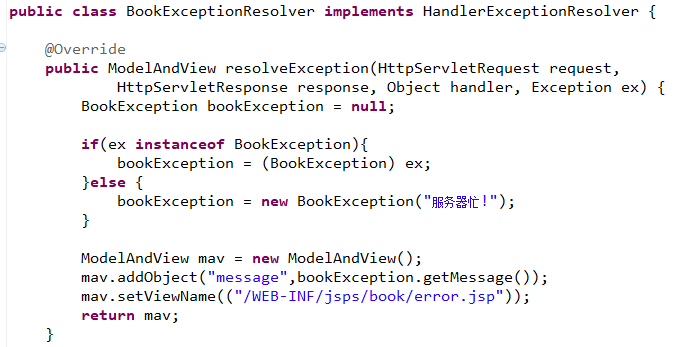 public class BookExceptionResolver implements HandlerExceptionResolver {
@Override
public ModelAndView resolveException(HttpServletRequest request,
HttpServletResponse response, Object handler, Exception ex) {
BookException bookException = null;
if(ex instanceof BookException){
bookException = (BookException) ex;
}else {
bookException = new BookException("服务器忙!");
}
ModelAndView mav = new ModelAndView();
mav.addObject("message",bookException.getMessage());
mav.setViewName(("/WEB-INF/jsps/book/error.jsp"));
return mav;
}